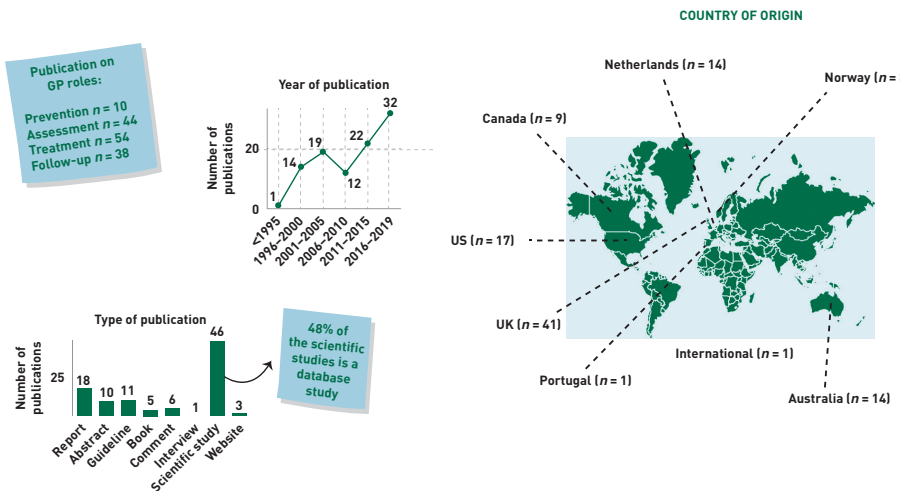 COUNTRY OF ORIGIN
Publication on
GP roles:
Prevention n = 10
Assessment n = 44
Treatment n = 54
Follow-up n = 38
Year of publication
Number of
publications
20
0
1
14
19
12
22
32
<1995
1996–2000
2001–2005
2006–2010
2011–2015
2016–2019
Netherlands (n = 14)
Norway (n =
Canada (n = 9)
US (n = 17)
UK (n = 41)
Portugal (n = 1)
International (n = 1)
Australia (n = 14)
Type of publication
Number of
publications
25
18
10
11
5
6
1
46
3
Report
Abstract
Guideline
Book
Comment
Interview
Scientific study
Website
48% of
the scientific
studies is a
database
study